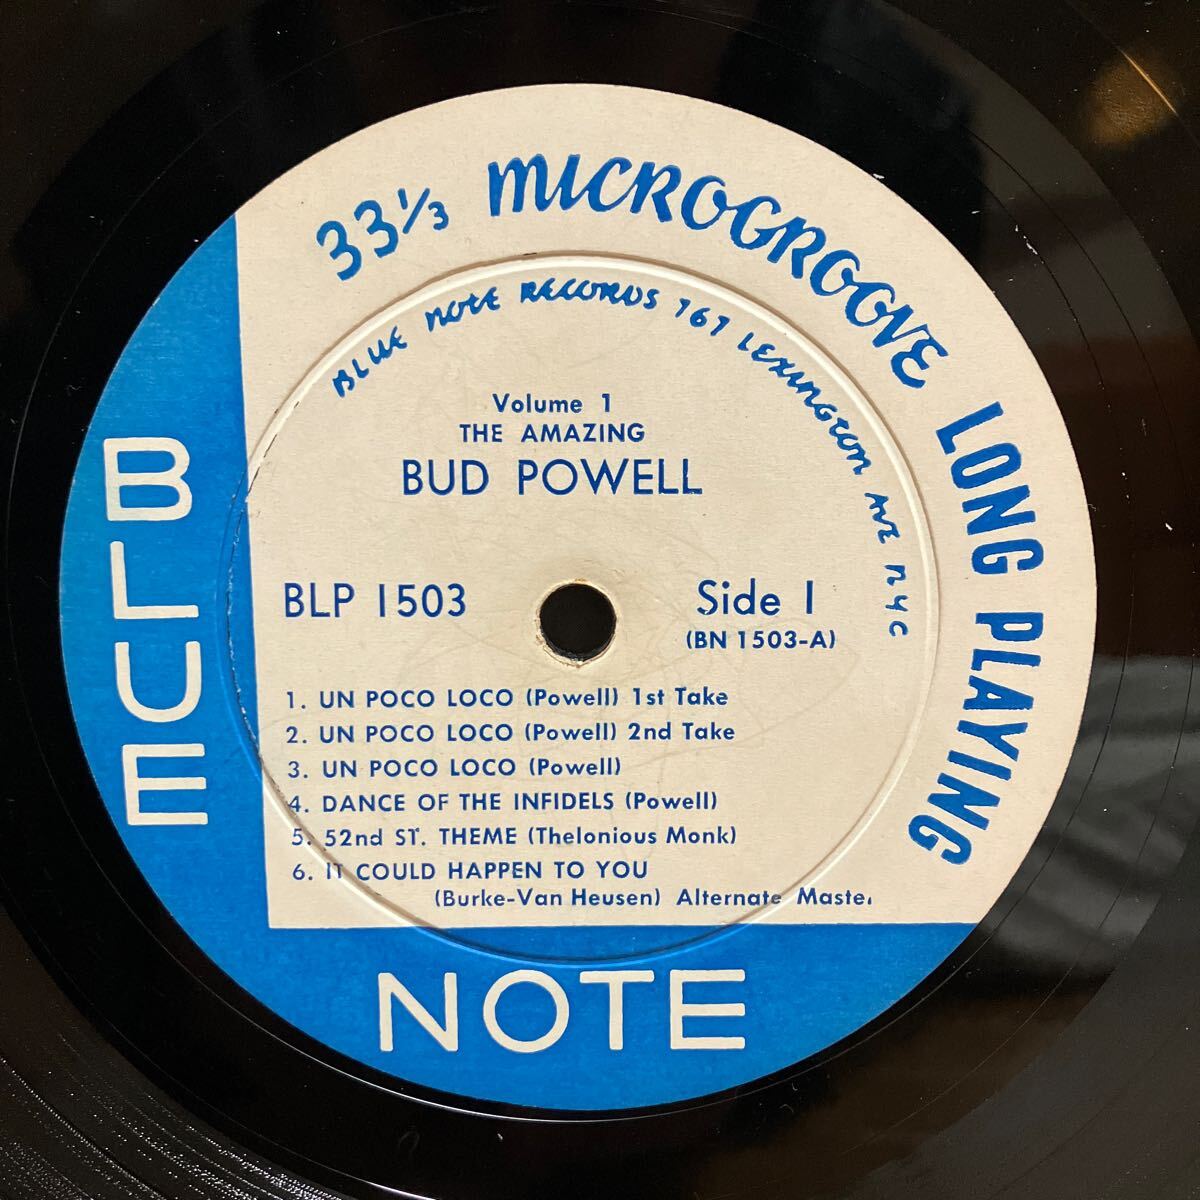 33⅓ MICROGROOVE LONG PLAYING
BLUE NOTE RECORDS 767 LEXINGTON AVE N.Y.C
Volume 1
THE AMAZING
BUD POWELL
BLP 1503
Side 1
(BN 1503-A)
1. UN POCO LOCO (Powell) 1st Take
2. UN POCO LOCO (Powell) 2nd Take
3. UN POCO LOCO (Powell)
4. DANCE OF THE INFIDELS (Powell)
5. 52nd ST. THEME (Thelonious Monk)
6. IT COULD HAPPEN TO YOU
(Burke-Van Heusen) Alternate Master
BLUE
NOTE